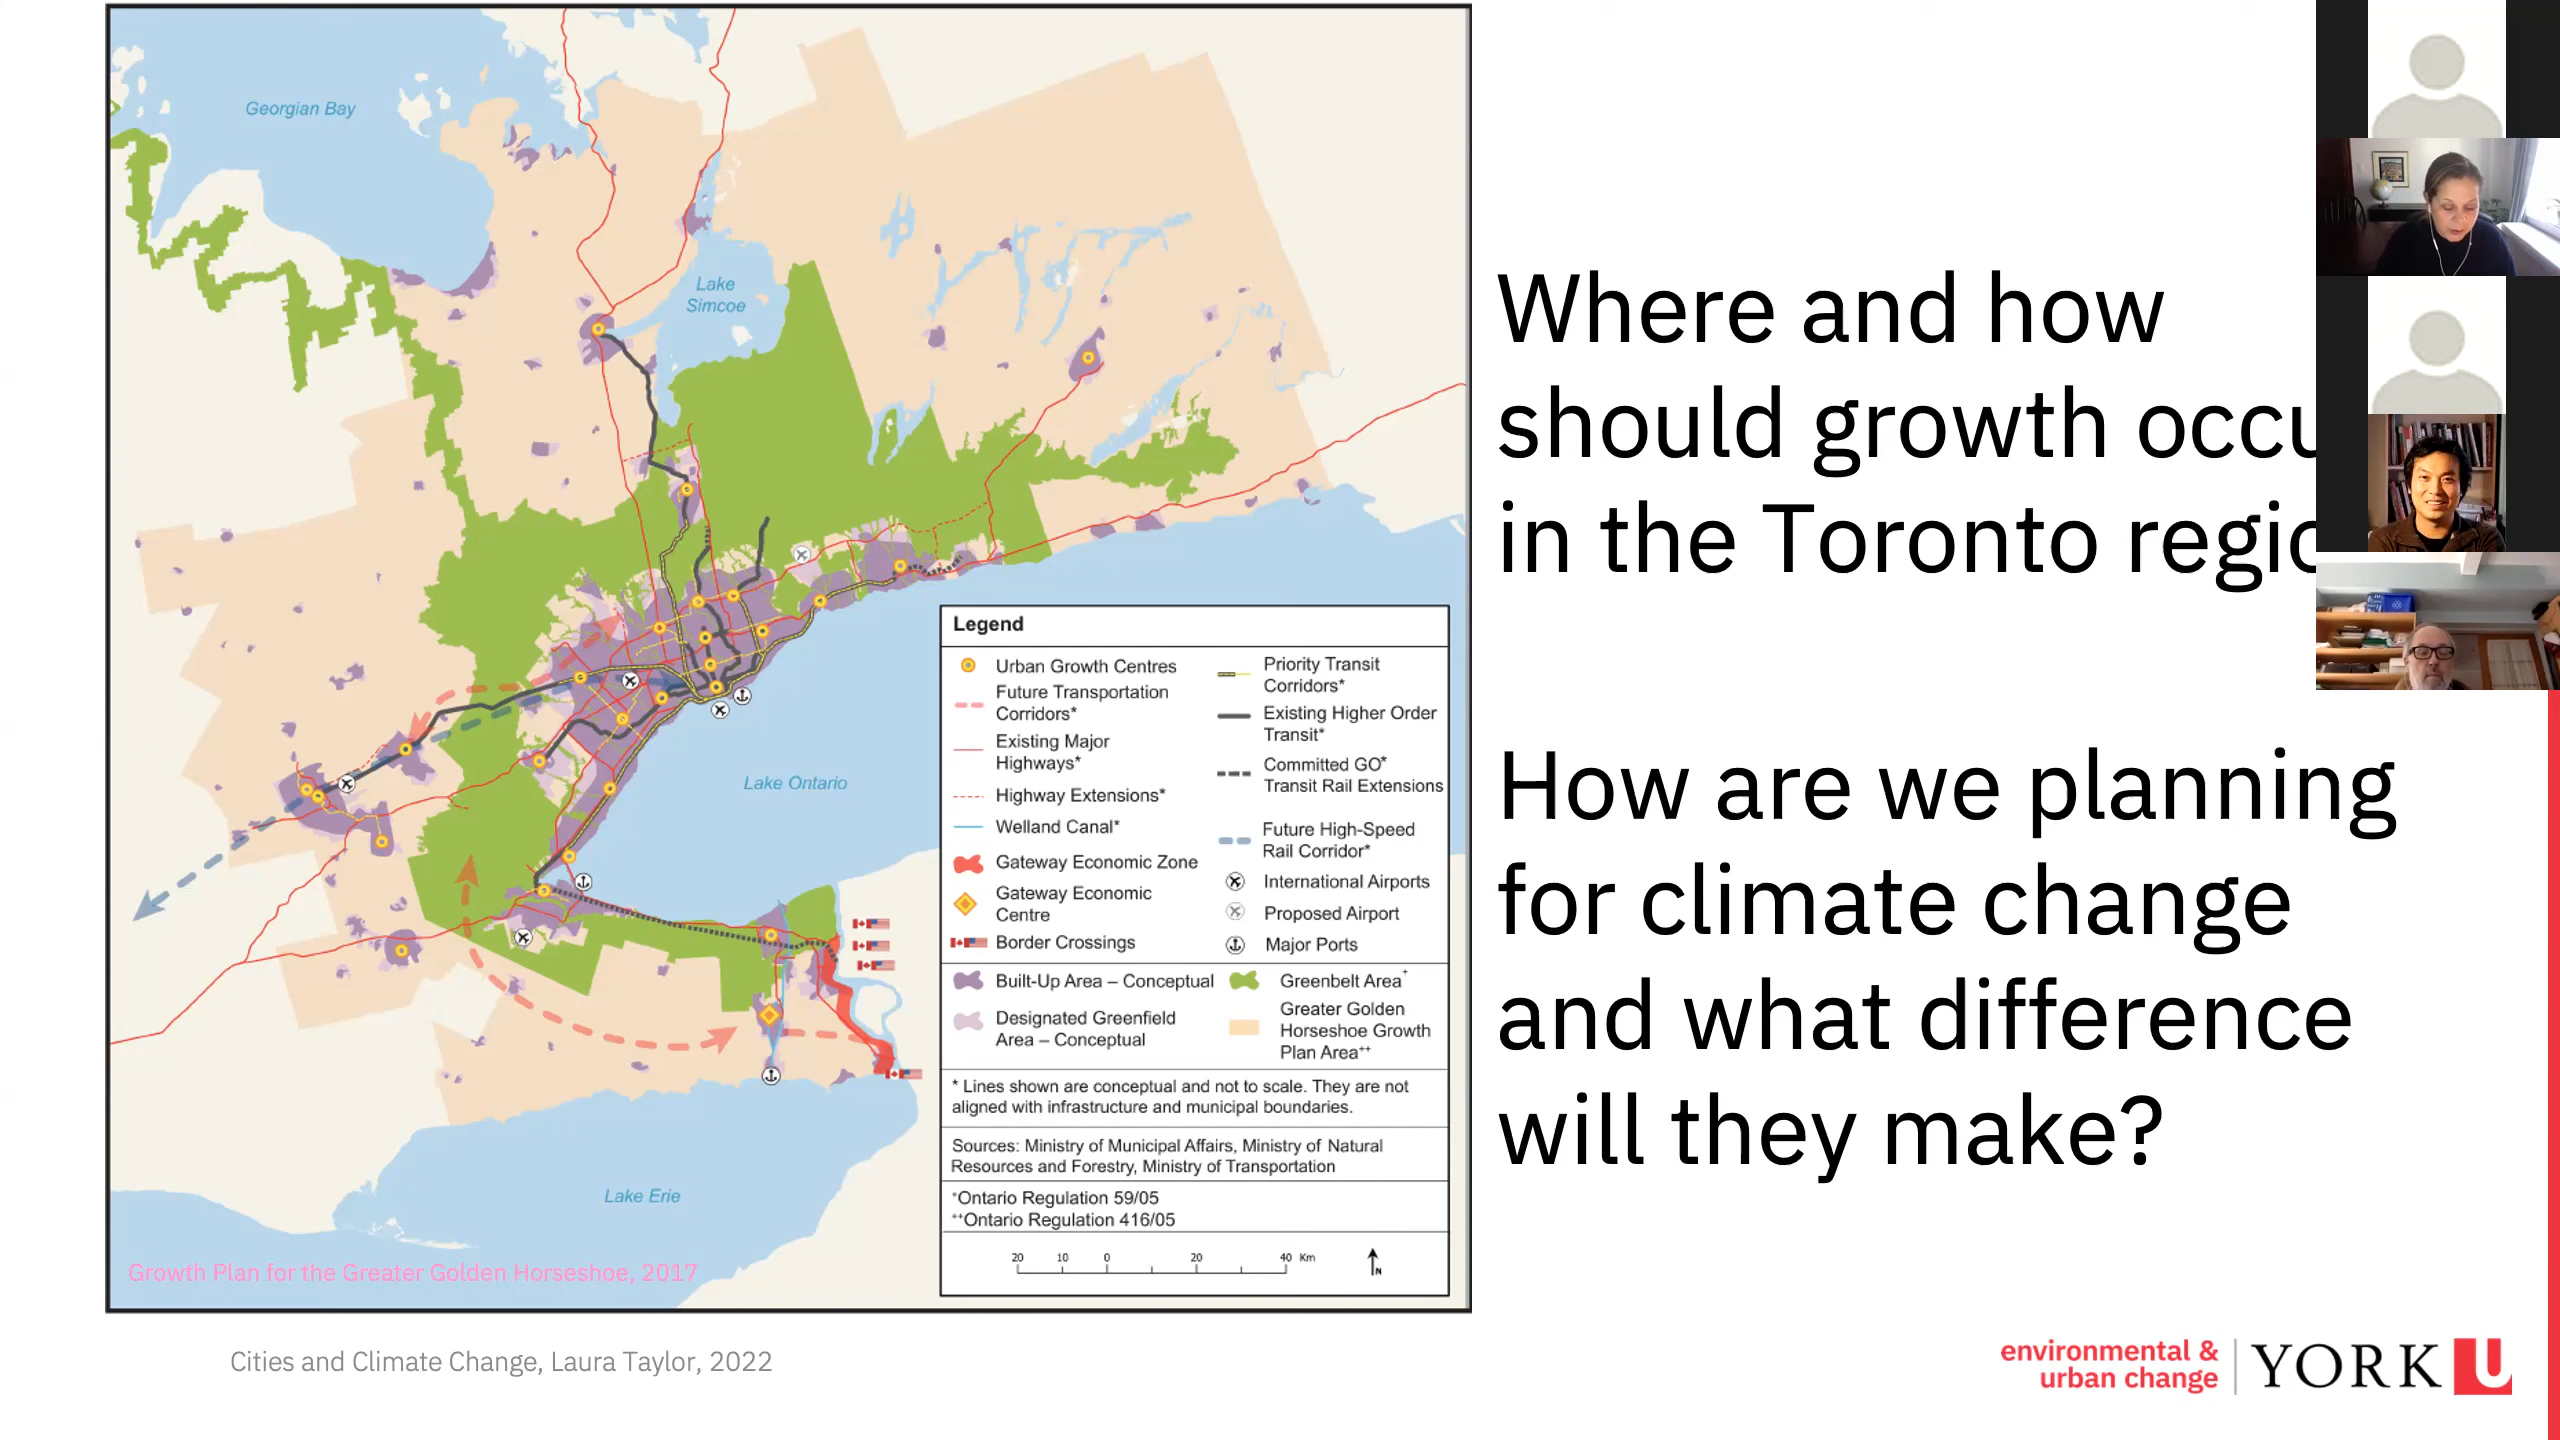 Georgian Bay
Lake
Simcoe
Lake Ontario
Lake Erie
Growth Plan for the Greater Golden Horseshoe, 2017
Legend
Urban Growth Centres
Future Transportation
Corridors*
Existing Major
Highways*
Highway Extensions*
Welland Canal*
Gateway Economic Zone
Gateway Economic
Centre
Border Crossings
Priority Transit
Corridors*
Existing Higher Order
Transit*
Committed GO*
Transit Rail Extensions
Future High-Speed
Rail Corridor*
International Airports
Proposed Airport
Major Ports
Built-Up Area – Conceptual
Designated Greenfield
Area – Conceptual
Greenbelt Area+
Greater Golden
Horseshoe Growth
Plan Area++
* Lines shown are conceptual and not to scale. They are not
aligned with infrastructure and municipal boundaries.
Sources: Ministry of Municipal Affairs, Ministry of Natural
Resources and Forestry, Ministry of Transportation
+Ontario Regulation 59/05
++Ontario Regulation 416/05
20 10 0 20 40 Km
N
Where and how
should growth occu
in the Toronto regio
How are we planning
for climate change
and what difference
will they make?
Cities and Climate Change, Laura Taylor, 2022
environmental &
urban change
YORK U